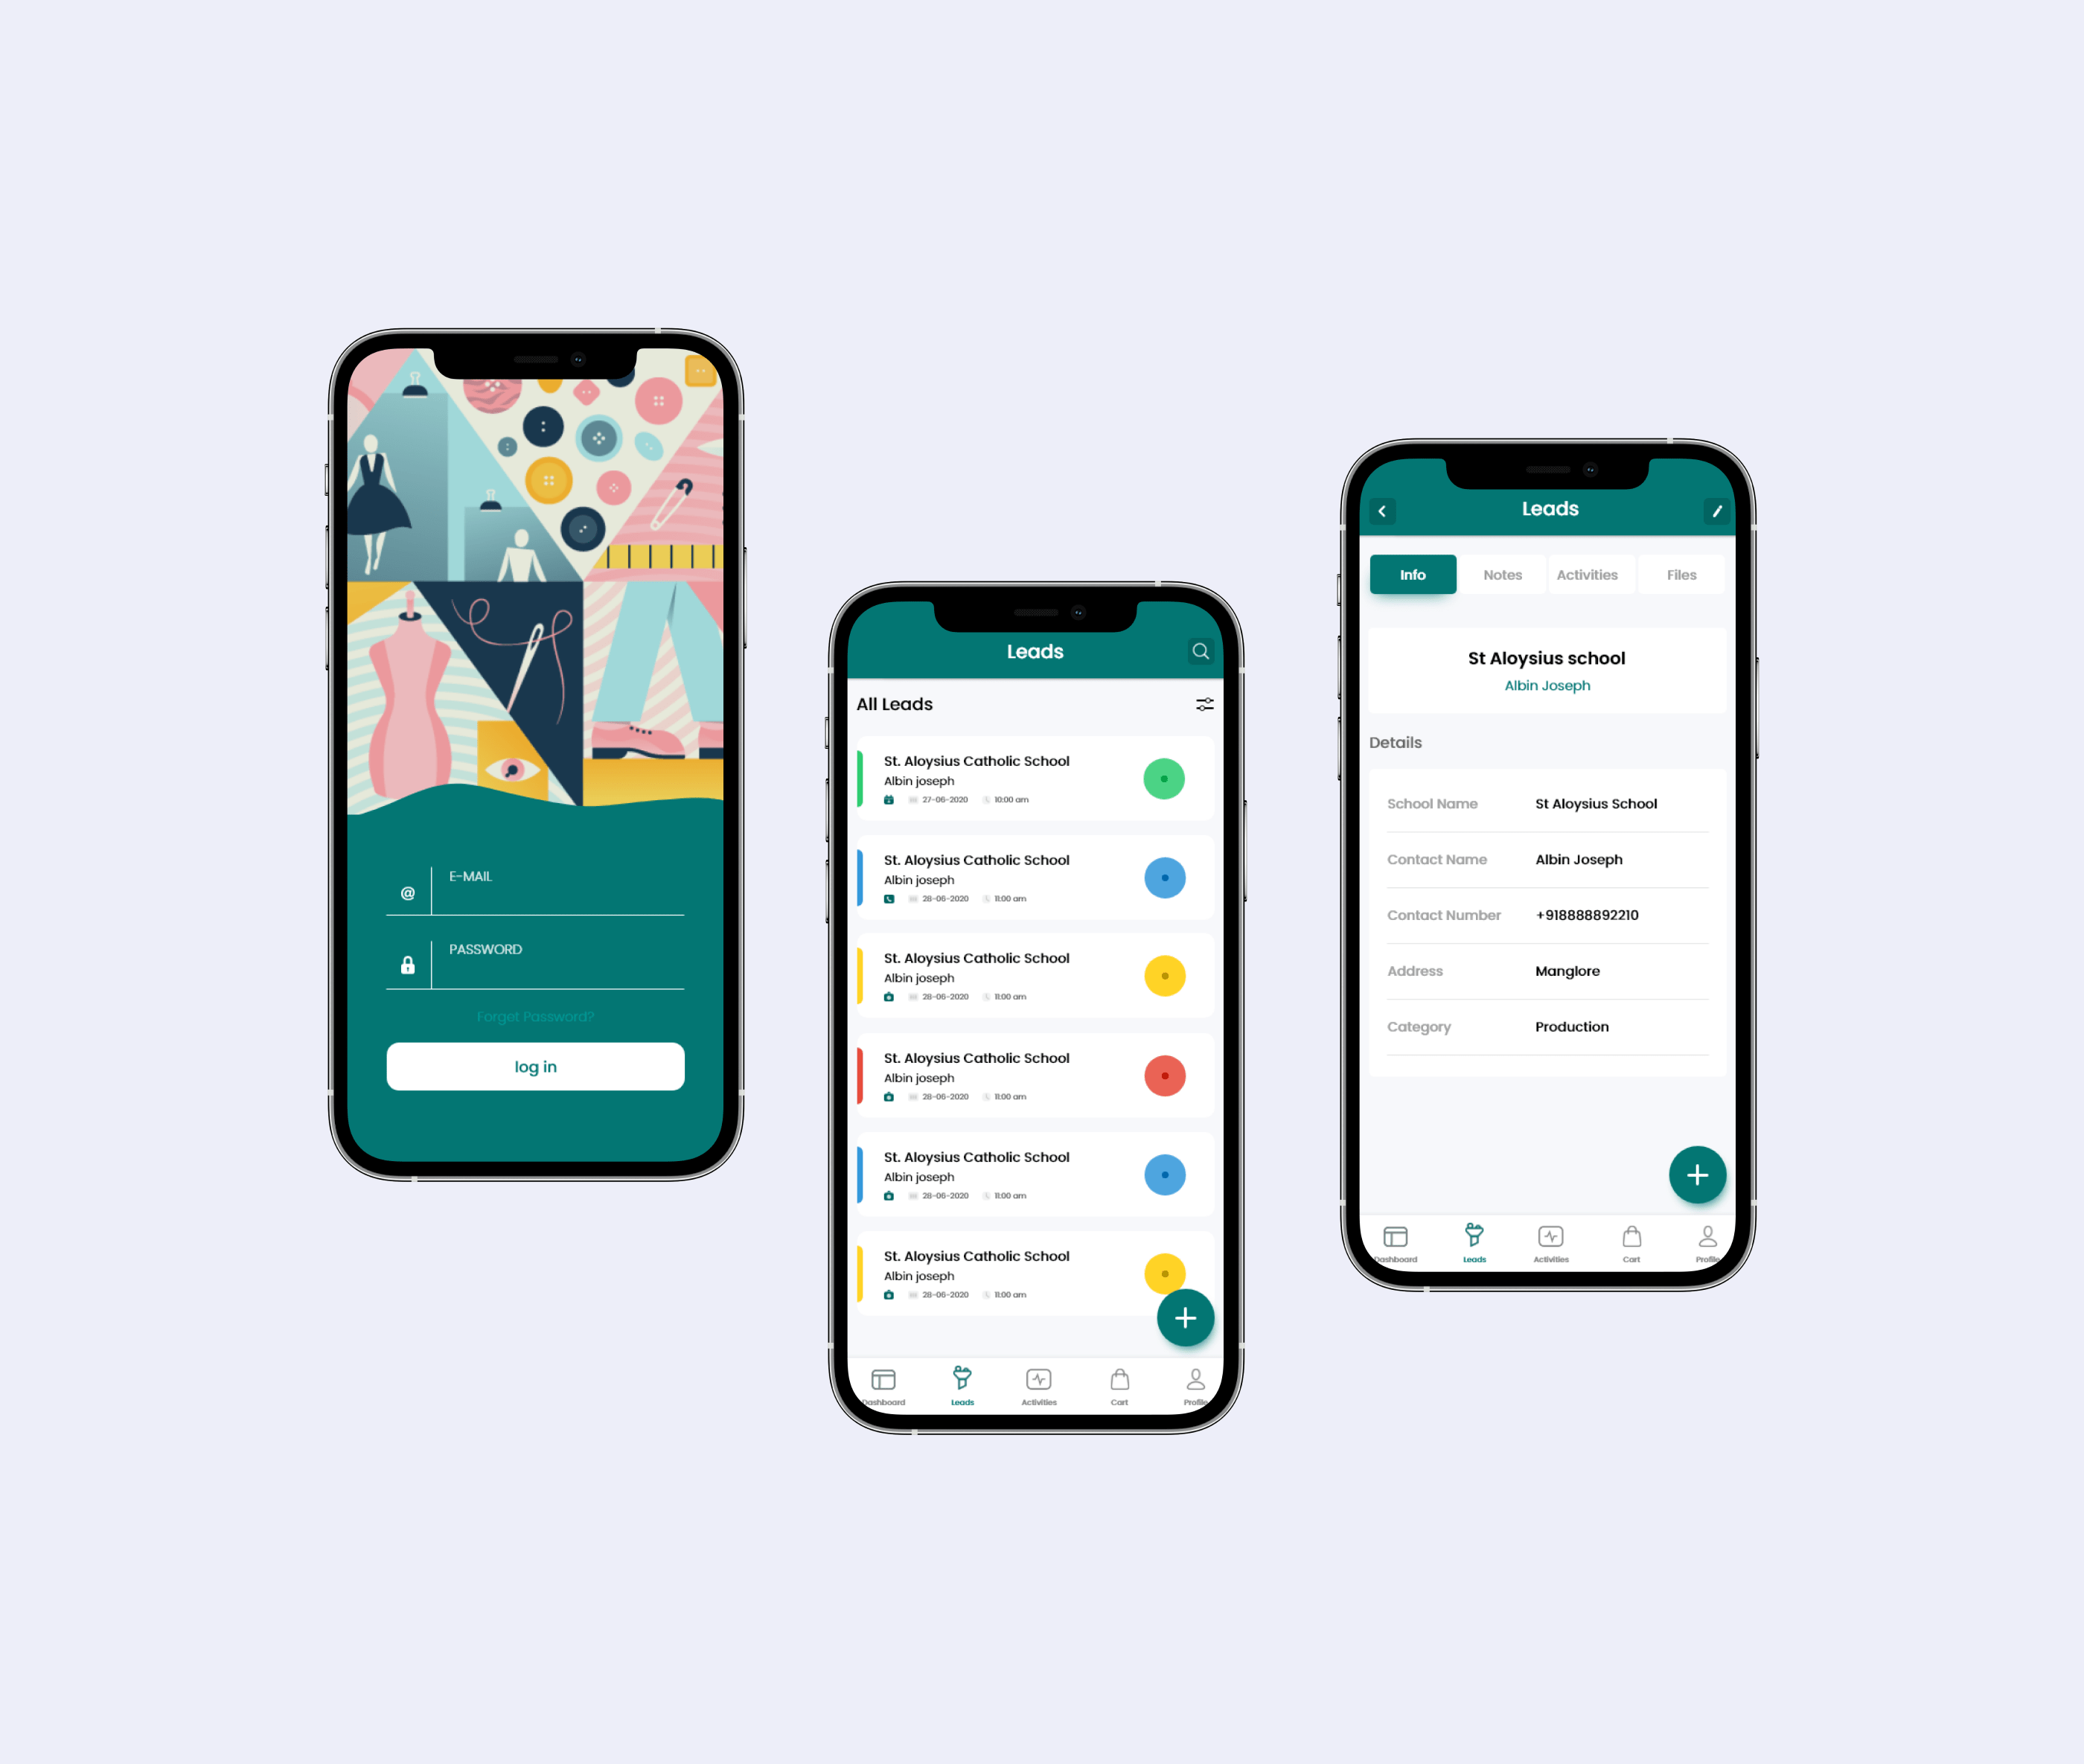 E-MAIL
@
PASSWORD
Forget Password?
log in
Leads
All Leads
St. Aloysius Catholic School
Albin joseph
27-06-2020 10:00 am
St. Aloysius Catholic School
Albin joseph
28-06-2020 11:00 am
St. Aloysius Catholic School
Albin joseph
28-06-2020 11:00 am
St. Aloysius Catholic School
Albin joseph
28-06-2020 11:00 am
St. Aloysius Catholic School
Albin joseph
28-06-2020 11:00 am
St. Aloysius Catholic School
Albin joseph
28-06-2020 11:00 am
Dashboard Leads Activities Cart Profile
Leads
Info Notes Activities Files
St Aloysius school
Albin Joseph
Details
School Name St Aloysius School
Contact Name Albin Joseph
Contact Number +918888892210
Address Manglore
Category Production
Dashboard Leads Activities Cart Profile